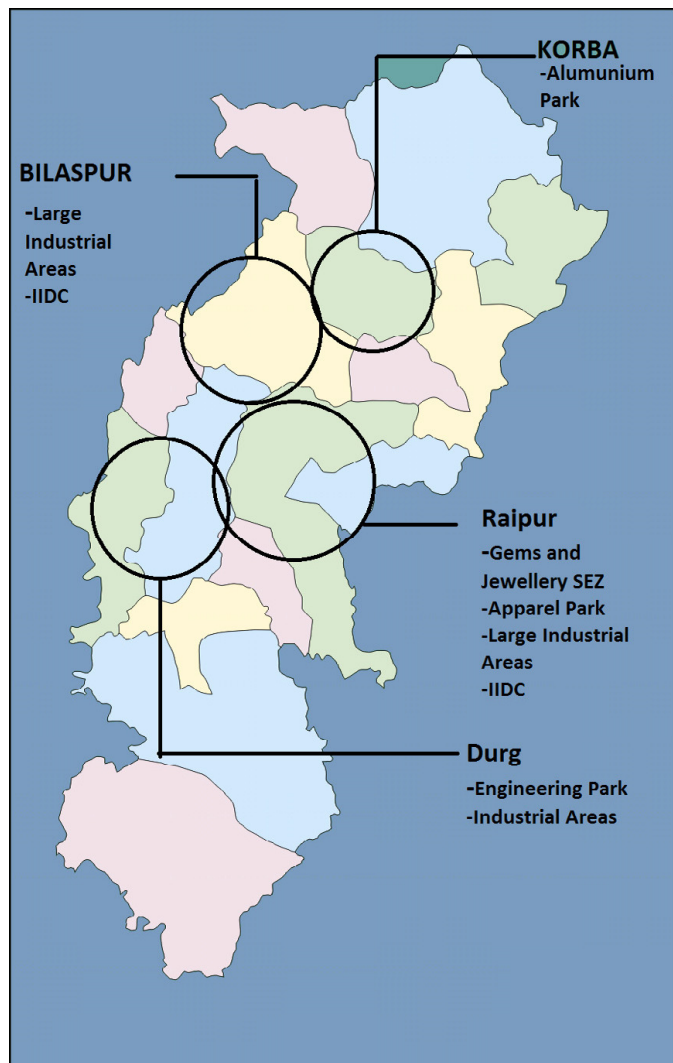 KORBA
-Alumunium
Park
BILASPUR
-Large
Industrial
Areas
-IIDC
Raipur
-Gems and
Jewellery SEZ
-Apparel Park
-Large Industrial
Areas
-IIDC
Durg
-Engineering Park
-Industrial Areas